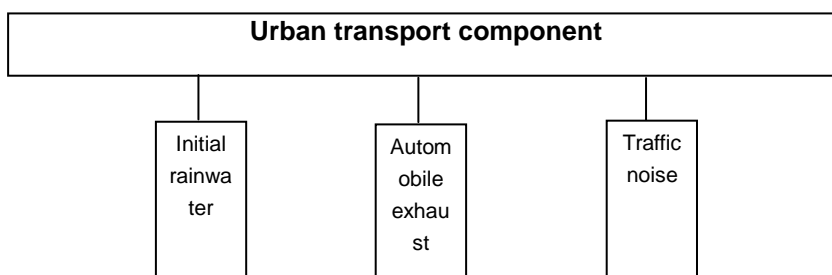 Urban transport component
Initial
rainwa
ter
Autom
obile
exhau
st
Traffic
noise